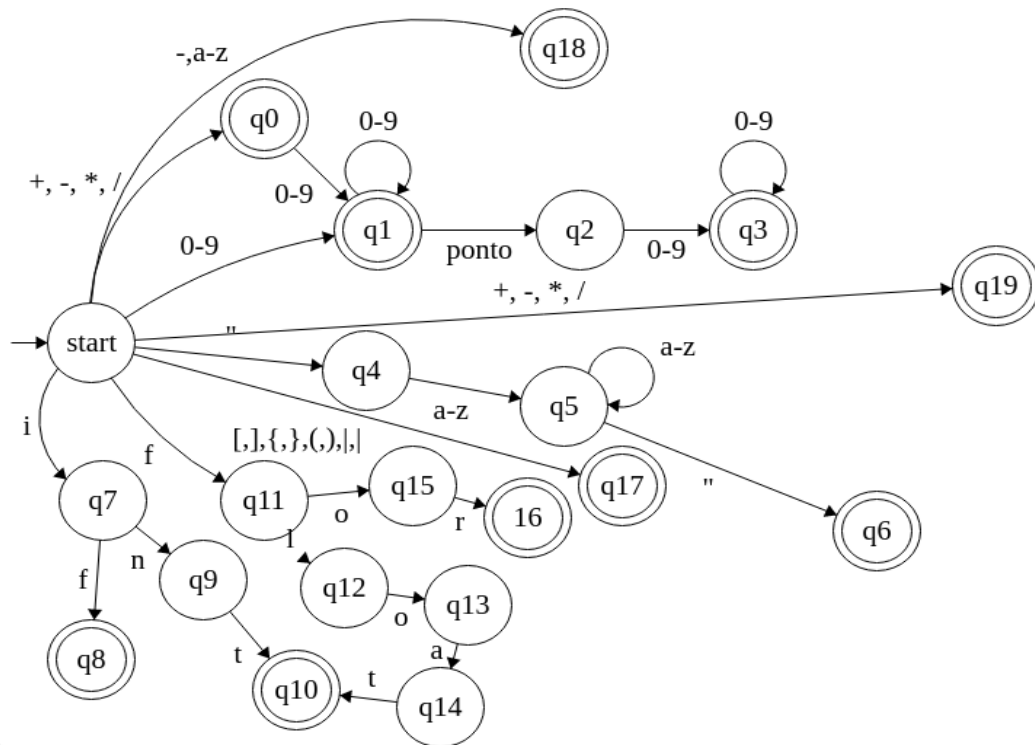 q18
-,a-z
q0
0-9
0-9
+, -, *, /
0-9
q1
q2
q3
0-9
ponto
0-9
+, -, *, /
q19
"
start
q4
a-z
q5
a-z
i
f
[,],{,},(,),|,|
q7
q11
q15
q17
"
o
r
16
q6
l
f
n
q9
q12
q13
o
a
q8
t
q10
t
q14